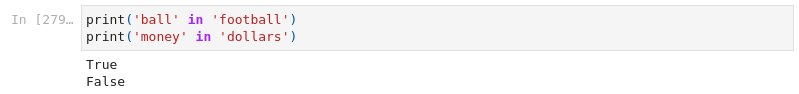 In [279…
print('ball' in 'football')
print('money' in 'dollars')
True
False